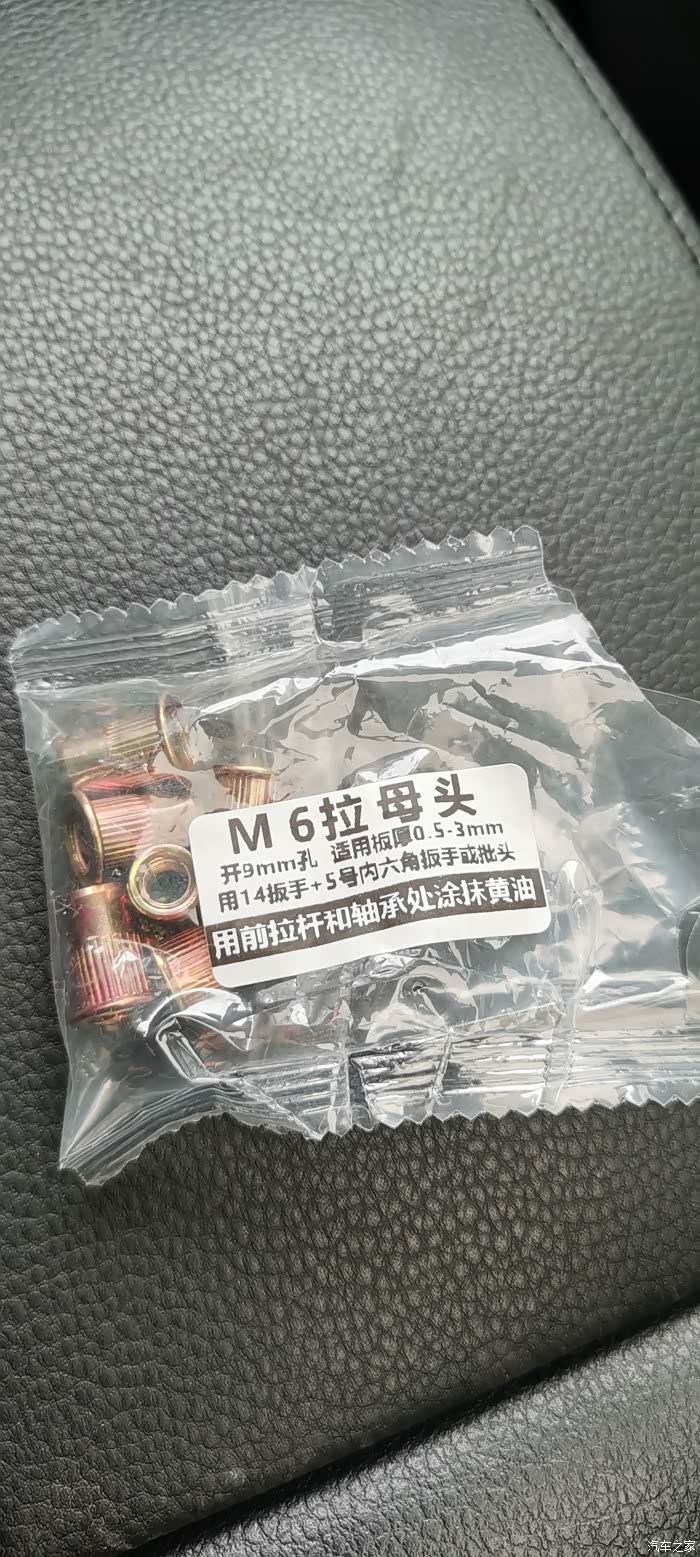 M 6拉母头
开9mm孔 适用板厚0.5-3mm
用14扳手+5号内六角扳手或批头
用前拉杆和轴承处涂抹黄油
汽车之家